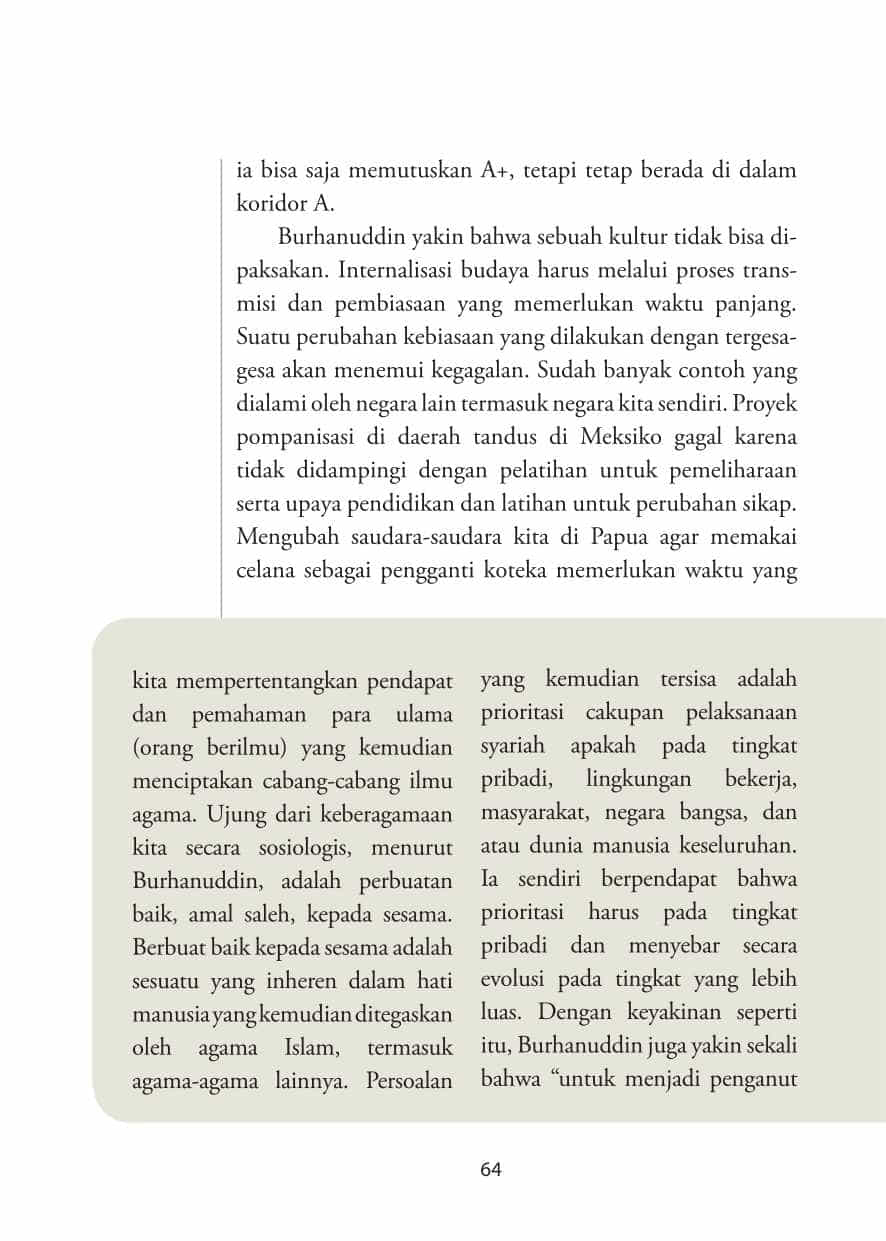 ia bisa saja memutuskan A+, tetapi tetap berada di dalam
koridor A.
Burhanuddin yakin bahwa sebuah kultur tidak bisa di-
paksakan. Internalisasi budaya harus melalui proses trans-
misi dan pembiasaan yang memerlukan waktu panjang.
Suatu perubahan kebiasaan yang dilakukan dengan tergesa-
gesa akan menemui kegagalan. Sudah banyak contoh yang
dialami oleh negara lain termasuk negara kita sendiri. Proyek
pompanisasi di daerah tandus di Meksiko gagal karena
tidak didampingi dengan pelatihan untuk pemeliharaan
serta upaya pendidikan dan latihan untuk perubahan sikap.
Mengubah saudara-saudara kita di Papua agar memakai
celana sebagai pengganti koteka memerlukan waktu yang
kita mempertentangkan pendapat
dan pemahaman para ulama
(orang berilmu) yang kemudian
menciptakan cabang-cabang ilmu
agama. Ujung dari keberagamaan
kita secara sosiologis, menurut
Burhanuddin, adalah perbuatan
baik, amal saleh, kepada sesama.
Berbuat baik kepada sesama adalah
sesuatu yang inheren dalam hati
manusia yang kemudian ditegaskan
oleh agama Islam, termasuk
agama-agama lainnya. Persoalan
yang kemudian tersisa adalah
prioritasi cakupan pelaksanaan
syariah apakah pada tingkat
pribadi, lingkungan bekerja,
masyarakat, negara bangsa, dan
atau dunia manusia keseluruhan.
Ia sendiri berpendapat bahwa
prioritasi harus pada tingkat
pribadi dan menyebar secara
evolusi pada tingkat yang lebih
luas. Dengan keyakinan seperti
itu, Burhanuddin juga yakin sekali
bahwa “untuk menjadi penganut
64